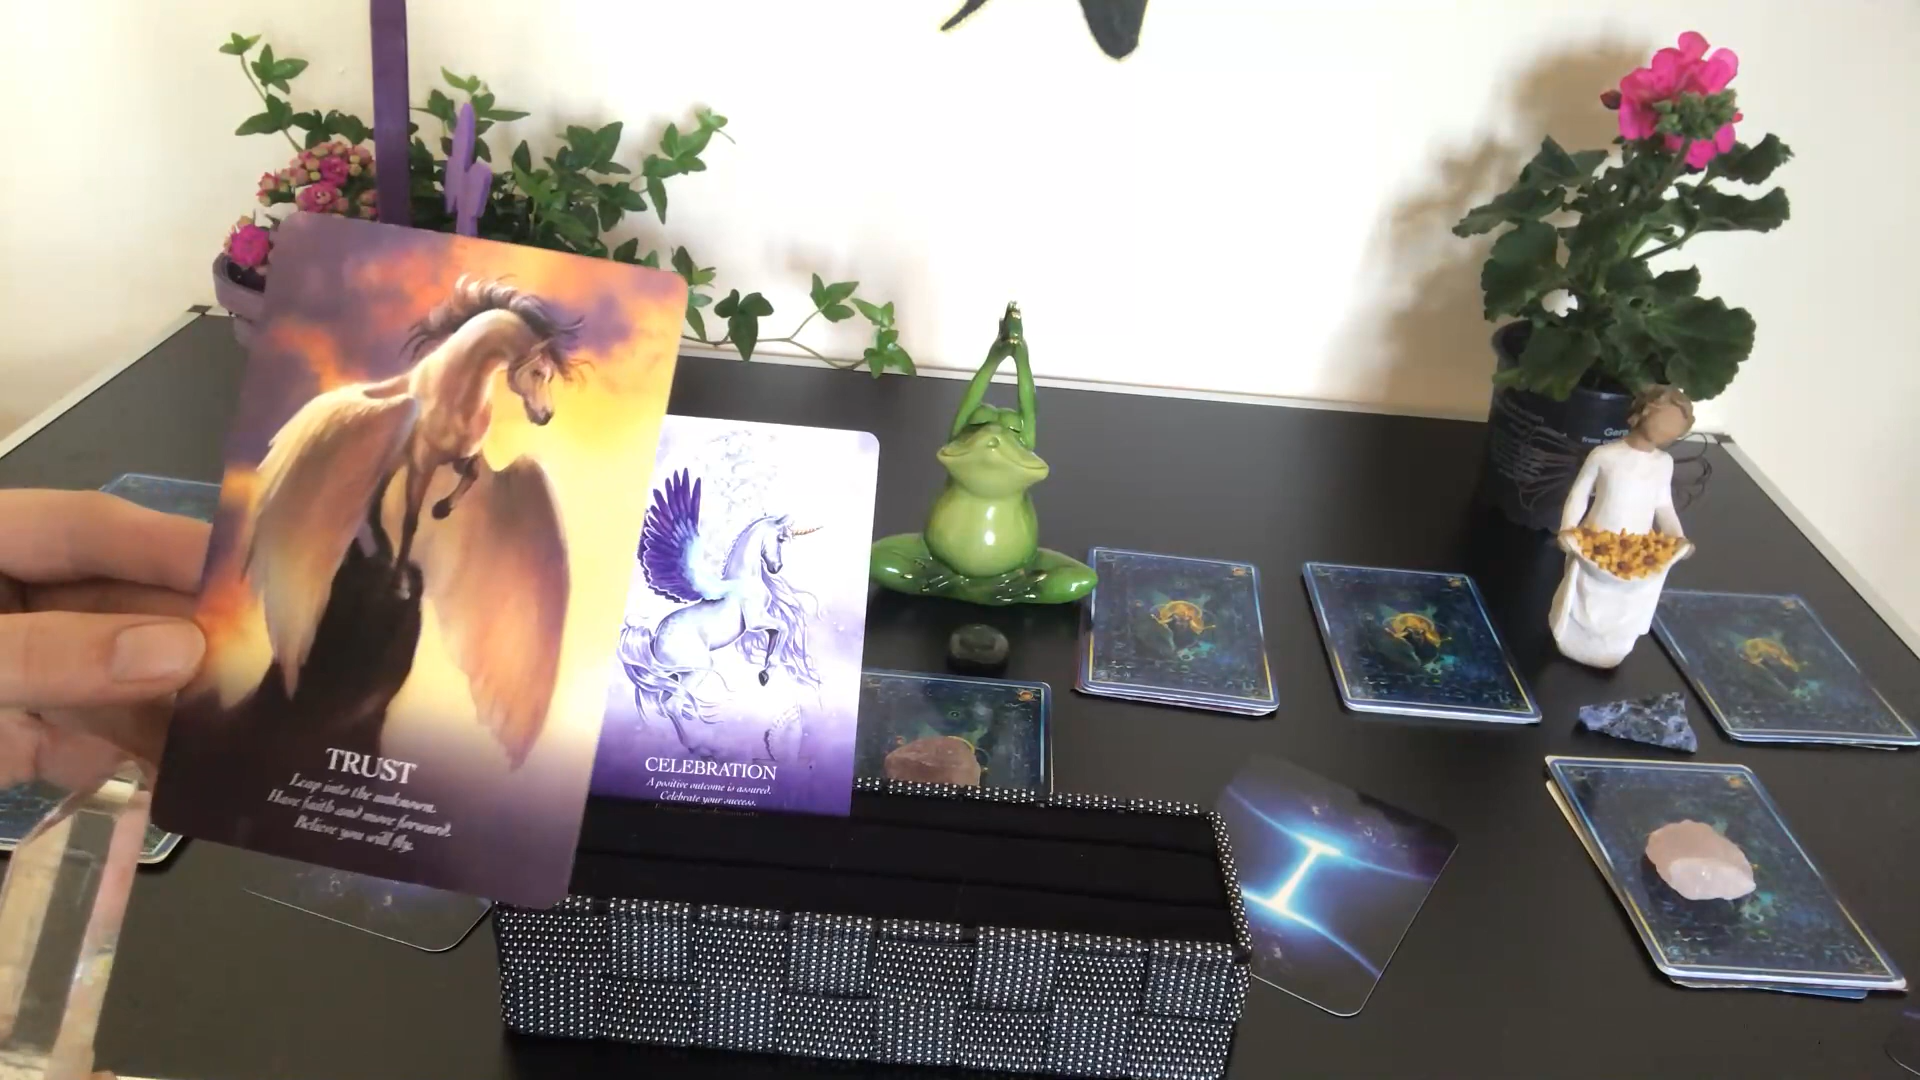 TRUST
Leap into the unknown.
Have faith and move forward.
Believe you will fly.
CELEBRATION
A positive outcome is assured.
Celebrate your success.